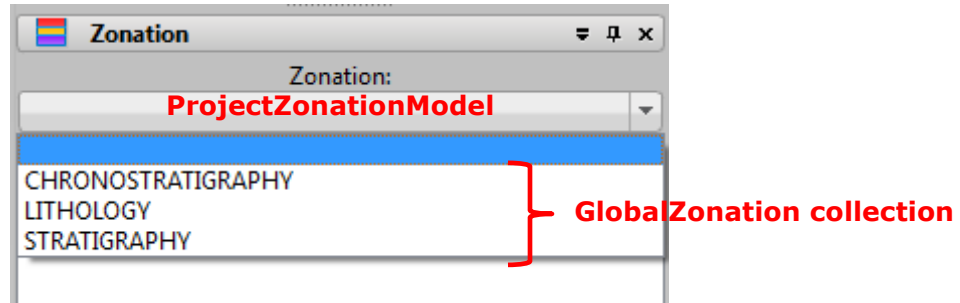 Zonation
Zonation:
ProjectZonationModel
CHRONOSTRATIGRAPHY
LITHOLOGY
GlobalZonation collection
STRATIGRAPHY